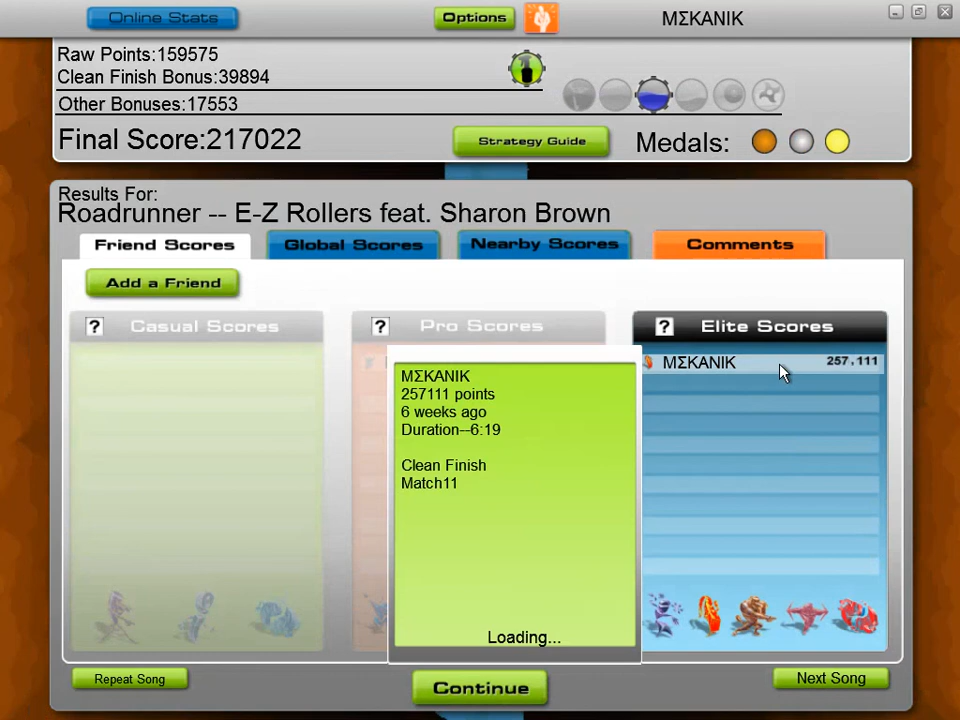 Online Stats
Options
MΣKANIK
Raw Points:159575
Clean Finish Bonus:39894
Other Bonuses:17553
Final Score:217022
Strategy Guide
Medals:
Results For:
Roadrunner -- E-Z Rollers feat. Sharon Brown
Friend Scores
Global Scores
Nearby Scores
Comments
Add a Friend
? Casual Scores
? Pro Scores
? Elite Scores
MΣKANIK 257,111
MΣKANIK
257111 points
6 weeks ago
Duration--6:19
Clean Finish
Match11
Loading...
Repeat Song
Continue
Next Song